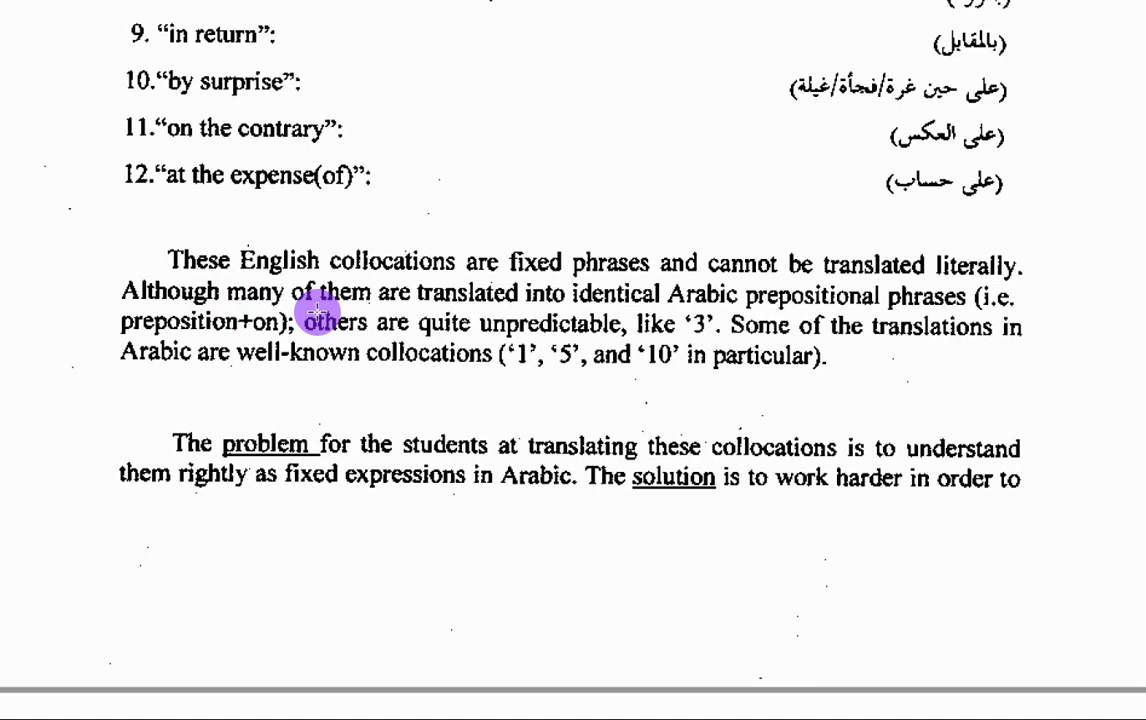 9. “in return”: (بالمقابل)
10.“by surprise”: (على حين غرة/فجأة/غيلة)
11.“on the contrary”: (على العكس)
12.“at the expense(of)”: (على حساب)
These English collocations are fixed phrases and cannot be translated literally.
Although many of them are translated into identical Arabic prepositional phrases (i.e.
preposition+on); others are quite unpredictable, like ‘3’. Some of the translations in
Arabic are well-known collocations (‘1’, ‘5’, and ‘10’ in particular).
The problem for the students at translating these collocations is to understand
them rightly as fixed expressions in Arabic. The solution is to work harder in order to